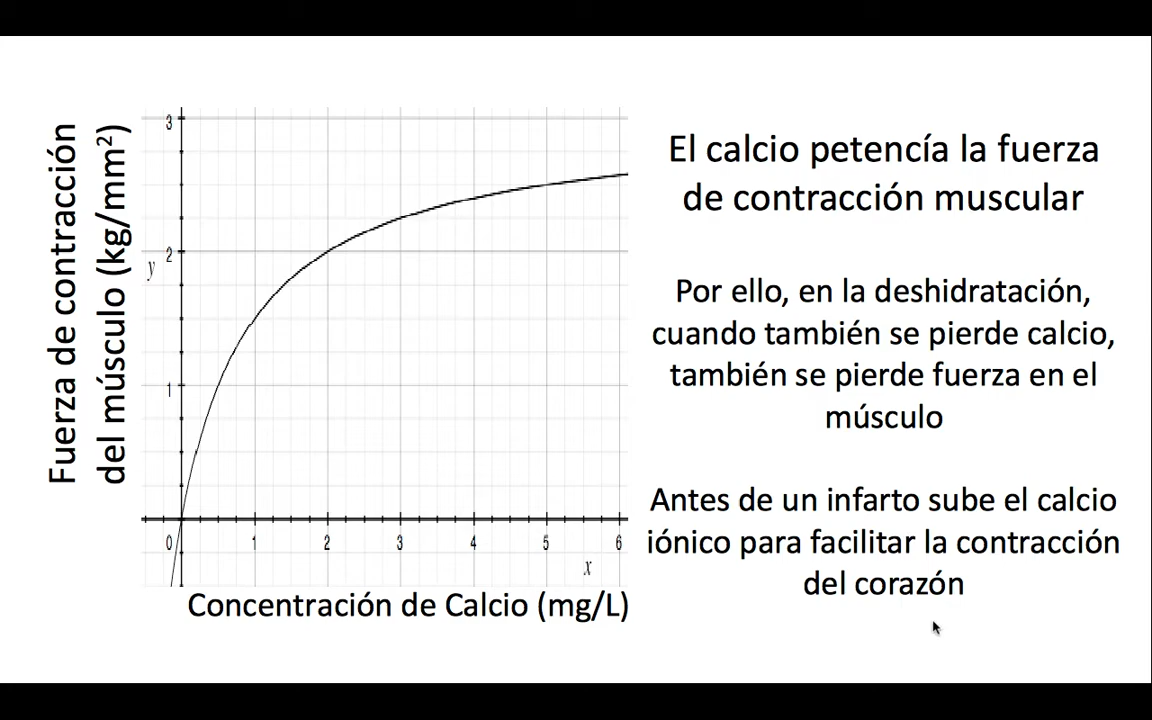 Fuerza de contracción
del músculo (kg/mm²)
3
2
y
1
0
1
2
3
4
5
6
x
Concentración de Calcio (mg/L)
El calcio petencía la fuerza
de contracción muscular
Por ello, en la deshidratación,
cuando también se pierde calcio,
también se pierde fuerza en el
músculo
Antes de un infarto sube el calcio
iónico para facilitar la contracción
del corazón